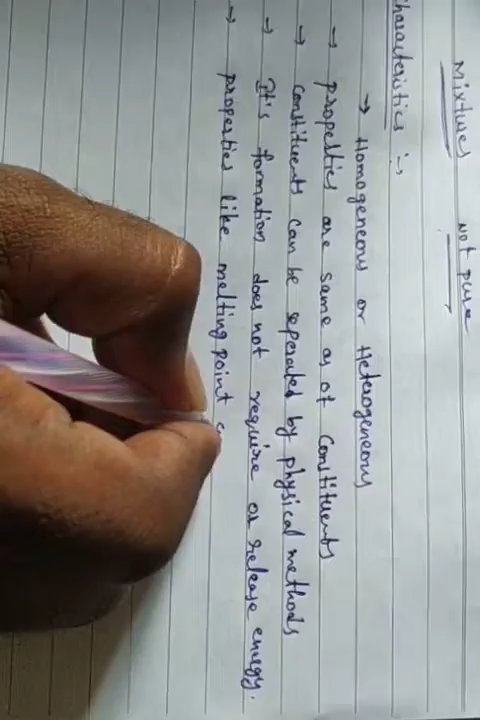 Mixtures not pure
Characteristics :-
→ Homogeneous or Heterogeneous
→ properties are same as of constituents
→ constituents can be seperated by physical methods
→ It's formation does not require or release energy.
→ properties like melting point